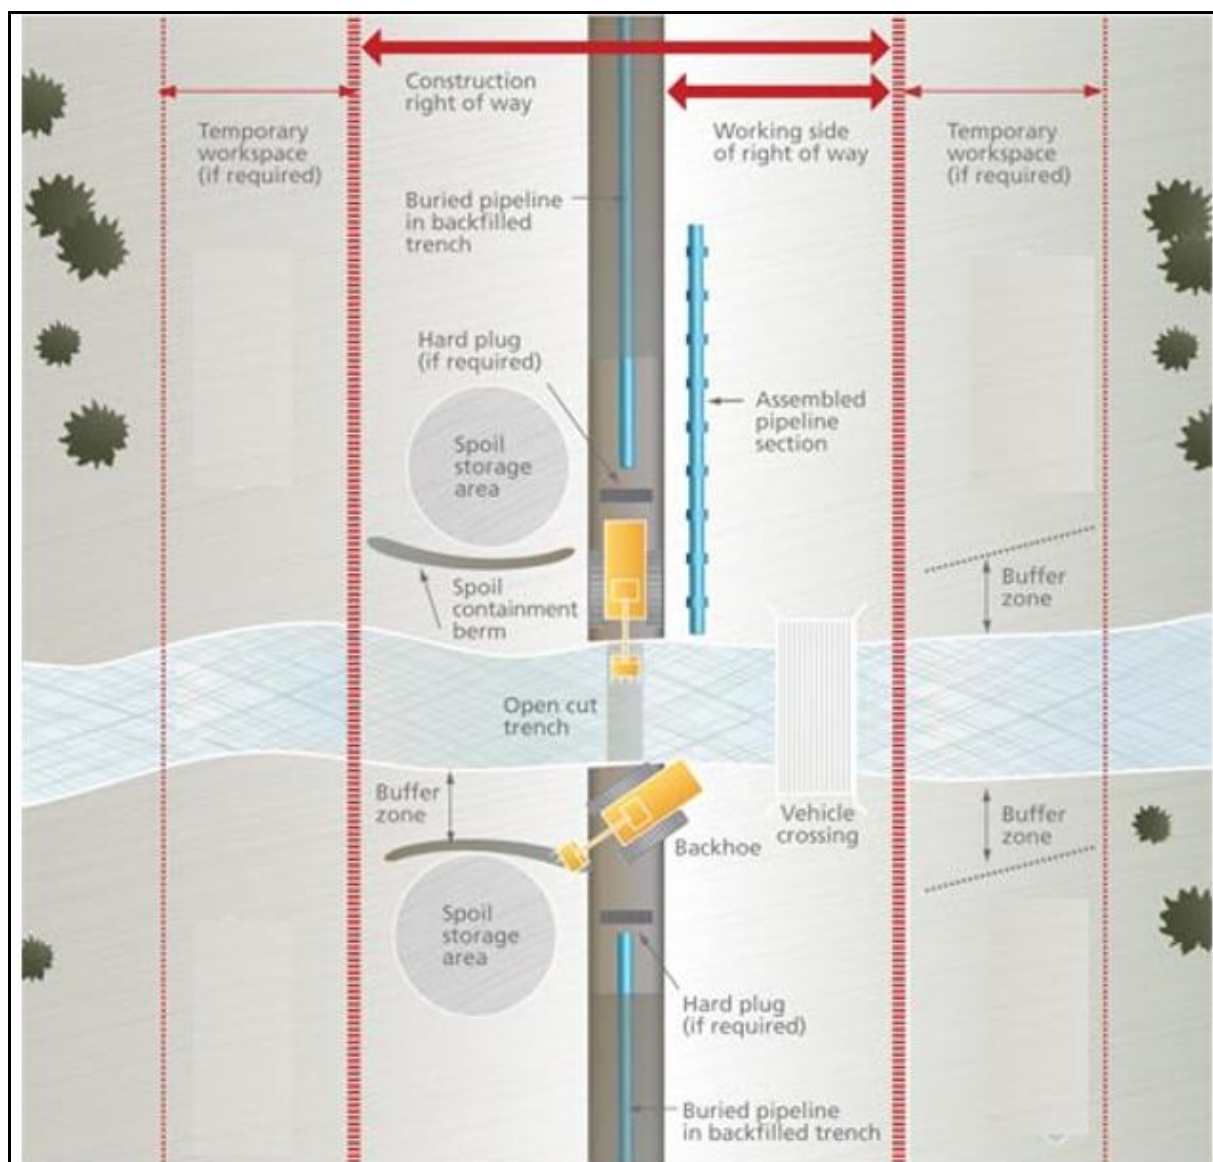 Construction
right of way
Temporary
workspace
(if required)
Working side
of right of way
Temporary
workspace
(if required)
Buried pipeline
in backfilled
trench
Hard plug
(if required)
Assembled
pipeline
section
Spoil
storage
area
Spoil
containment
berm
Buffer
zone
Open cut
trench
Buffer
zone
Vehicle
crossing
Buffer
zone
Backhoe
Spoil
storage
area
Hard plug
(if required)
Buried pipeline
in backfilled trench